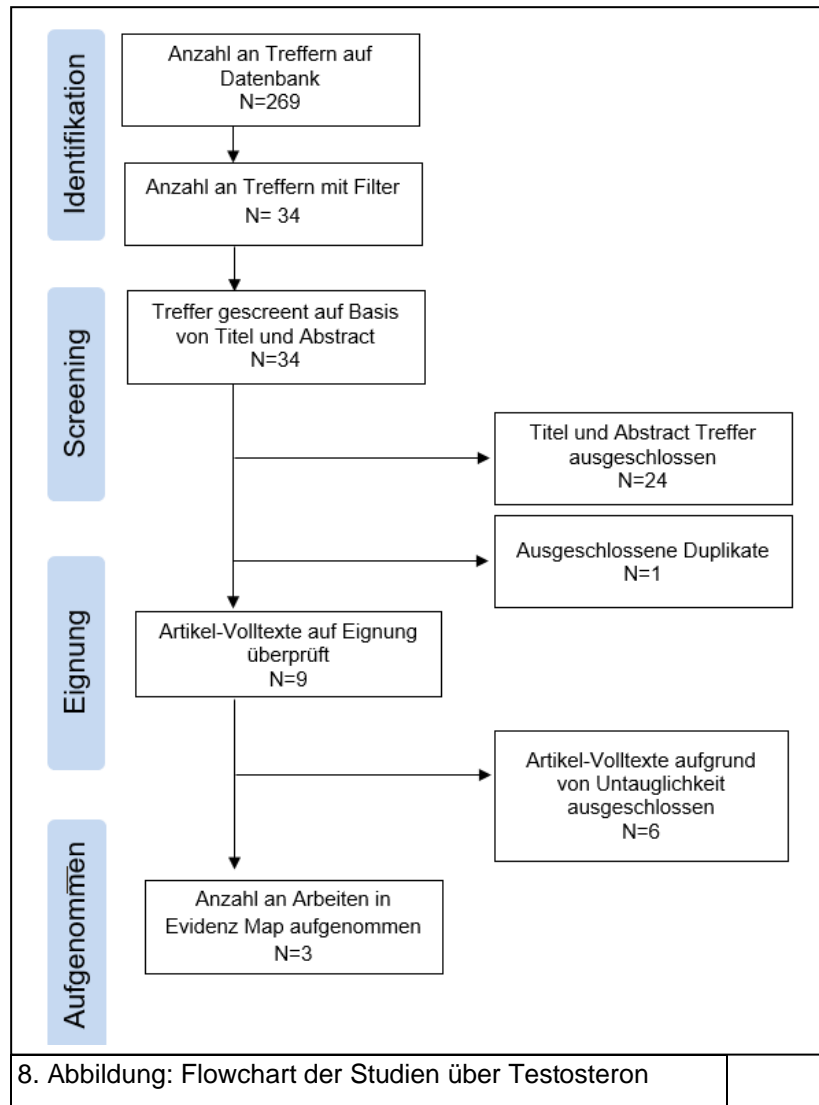 Identifikation
Anzahl an Treffern auf
Datenbank
N=269
Anzahl an Treffern mit Filter
N= 34
Screening
Treffer gescreent auf Basis
von Titel und Abstract
N=34
Titel und Abstract Treffer
ausgeschlossen
N=24
Ausgeschlossene Duplikate
N=1
Eignung
Artikel-Volltexte auf Eignung
überprüft
N=9
Artikel-Volltexte aufgrund
von Untauglichkeit
ausgeschlossen
N=6
Aufgenommen
Anzahl an Arbeiten in
Evidenz Map aufgenommen
N=3
8. Abbildung: Flowchart der Studien über Testosteron